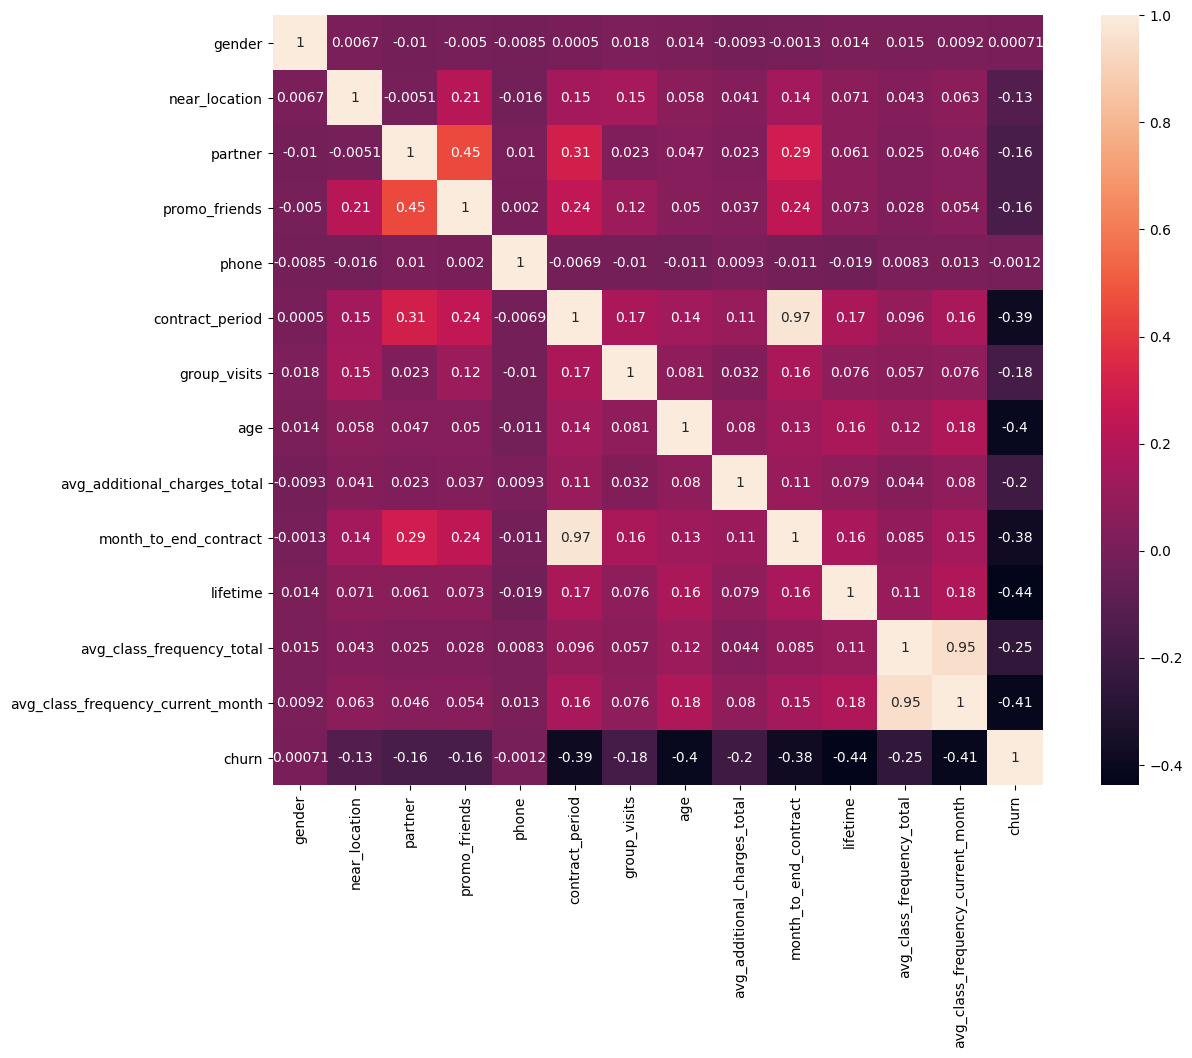 gender 1 0.0067 -0.01 -0.005 -0.0085 0.0005 0.018 0.014 -0.0093 -0.0013 0.014 0.015 0.0092 0.00071
near_location 0.0067 1 -0.0051 0.21 -0.016 0.15 0.15 0.058 0.041 0.14 0.071 0.043 0.063 -0.13
partner -0.01 -0.0051 1 0.45 0.01 0.31 0.023 0.047 0.023 0.29 0.061 0.025 0.046 -0.16
promo_friends -0.005 0.21 0.45 1 0.002 0.24 0.12 0.05 0.037 0.24 0.073 0.028 0.054 -0.16
phone -0.0085 -0.016 0.01 0.002 1 -0.0069 -0.01 -0.011 0.0093 -0.011 -0.019 0.0083 0.013 -0.0012
contract_period 0.0005 0.15 0.31 0.24 -0.0069 1 0.17 0.14 0.11 0.97 0.17 0.096 0.16 -0.39
group_visits 0.018 0.15 0.023 0.12 -0.01 0.17 1 0.081 0.032 0.16 0.076 0.057 0.076 -0.18
age 0.014 0.058 0.047 0.05 -0.011 0.14 0.081 1 0.08 0.13 0.16 0.12 0.18 -0.4
avg_additional_charges_total -0.0093 0.041 0.023 0.037 0.0093 0.11 0.032 0.08 1 0.11 0.079 0.044 0.08 -0.2
month_to_end_contract -0.0013 0.14 0.29 0.24 -0.011 0.97 0.16 0.13 0.11 1 0.16 0.085 0.15 -0.38
lifetime 0.014 0.071 0.061 0.073 -0.019 0.17 0.076 0.16 0.079 0.16 1 0.11 0.18 -0.44
avg_class_frequency_total 0.015 0.043 0.025 0.028 0.0083 0.096 0.057 0.12 0.044 0.085 0.11 1 0.95 -0.25
avg_class_frequency_current_month 0.0092 0.063 0.046 0.054 0.013 0.16 0.076 0.18 0.08 0.15 0.18 0.95 1 -0.41
churn 0.00071 -0.13 -0.16 -0.16 -0.0012 -0.39 -0.18 -0.4 -0.2 -0.38 -0.44 -0.25 -0.41 1
gender
near_location
partner
promo_friends
phone
contract_period
group_visits
age
avg_additional_charges_total
month_to_end_contract
lifetime
avg_class_frequency_total
avg_class_frequency_current_month
churn
1.0
0.8
0.6
0.4
0.2
0.0
−0.2
−0.4